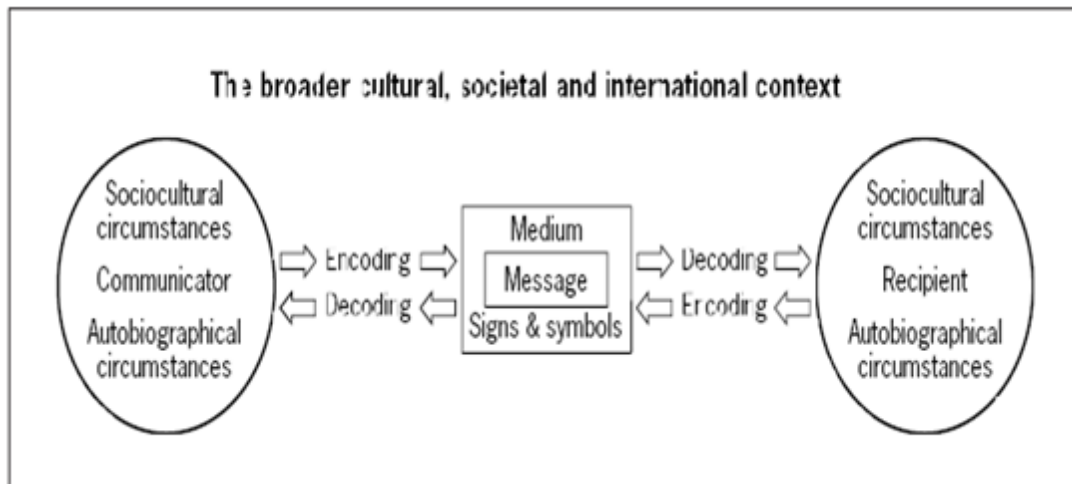 The broader cultural, societal and international context
Sociocultural
circumstances
Communicator
Autobiographical
circumstances
Encoding
Decoding
Medium
Message
Signs & symbols
Decoding
Encoding
Sociocultural
circumstances
Recipient
Autobiographical
circumstances